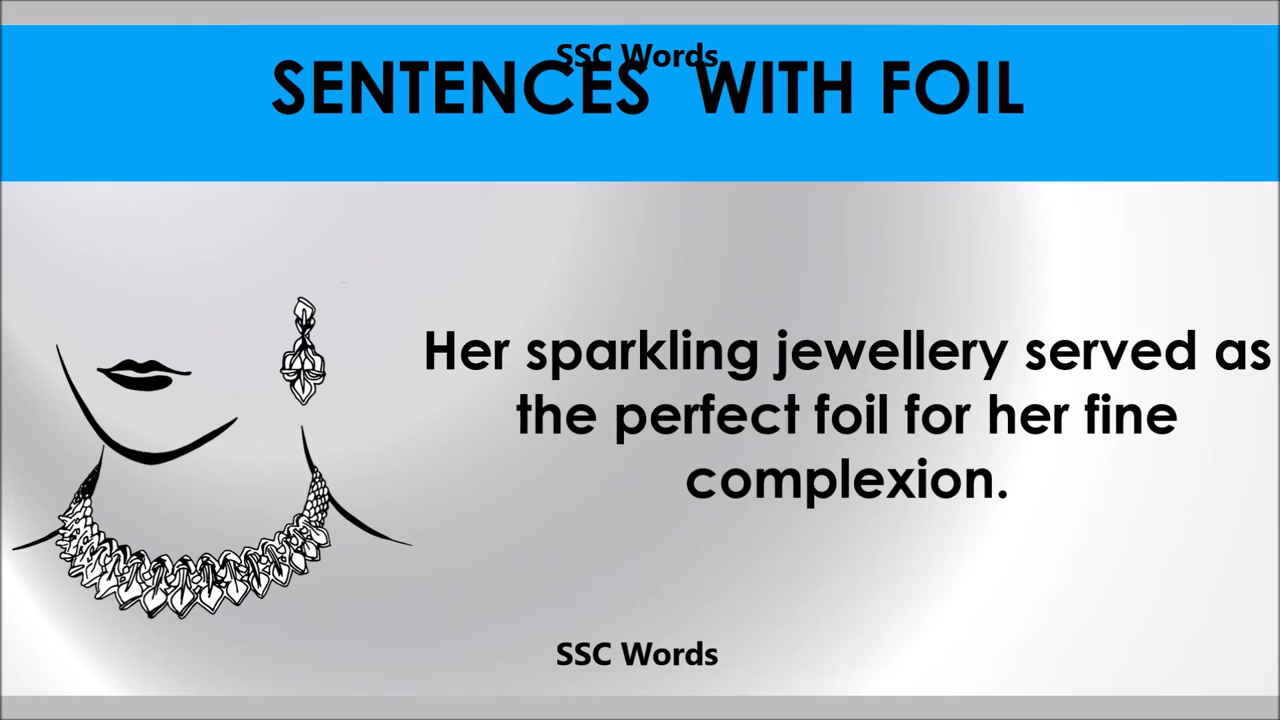 SSC Words
SENTENCES WITH FOIL
Her sparkling jewellery served as
the perfect foil for her fine
complexion.
SSC Words